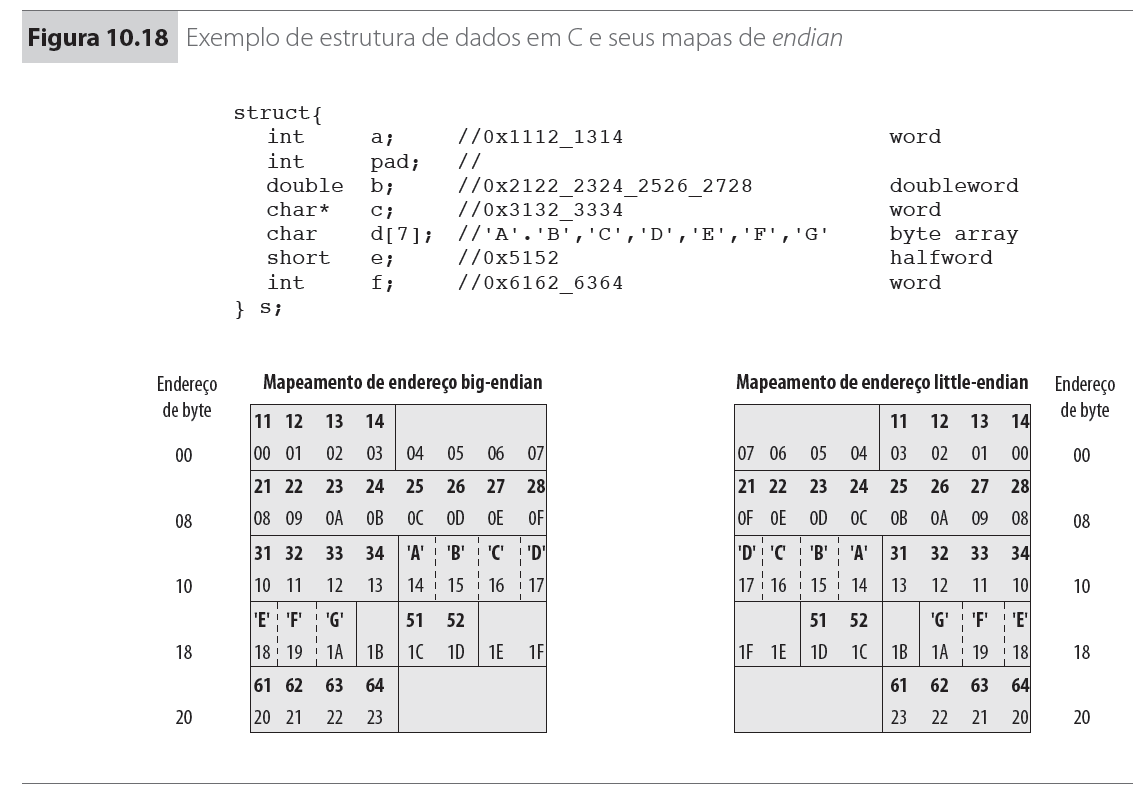 Figura 10.18 Exemplo de estrutura de dados em C e seus mapas de endian
struct{
int a; //0x1112_1314 word
int pad; //
double b; //0x2122_2324_2526_2728 doubleword
char* c; //0x3132_3334 word
char d[7]; //'A'.'B','C','D','E','F','G' byte array
short e; //0x5152 halfword
int f; //0x6162_6364 word
} s;
Endereço de byte
Mapeamento de endereço big-endian
11 12 13 14
00 00 01 02 03 04 05 06 07
21 22 23 24 25 26 27 28
08 08 09 0A 0B 0C 0D 0E 0F
31 32 33 34 'A' 'B' 'C' 'D'
10 10 11 12 13 14 15 16 17
'E' 'F' 'G' 51 52
18 18 19 1A 1B 1C 1D 1E 1F
61 62 63 64
20 20 21 22 23
Mapeamento de endereço little-endian
Endereço de byte
11 12 13 14
07 06 05 04 03 02 01 00 00
21 22 23 24 25 26 27 28
0F 0E 0D 0C 0B 0A 09 08 08
'D' 'C' 'B' 'A' 31 32 33 34
17 16 15 14 13 12 11 10 10
51 52 'G' 'F' 'E'
1F 1E 1D 1C 1B 1A 19 18 18
61 62 63 64
23 22 21 20 20